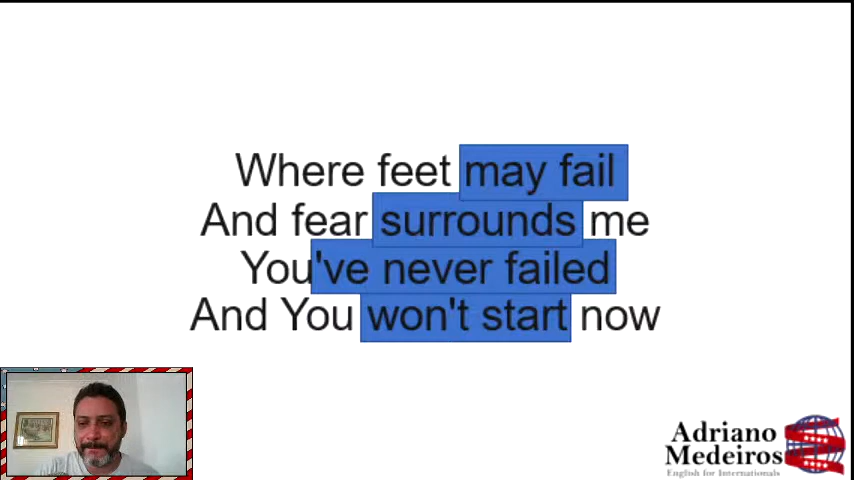 Where feet may fail
And fear surrounds me
You've never failed
And You won't start now
Adriano
Medeiros
English for Internationals